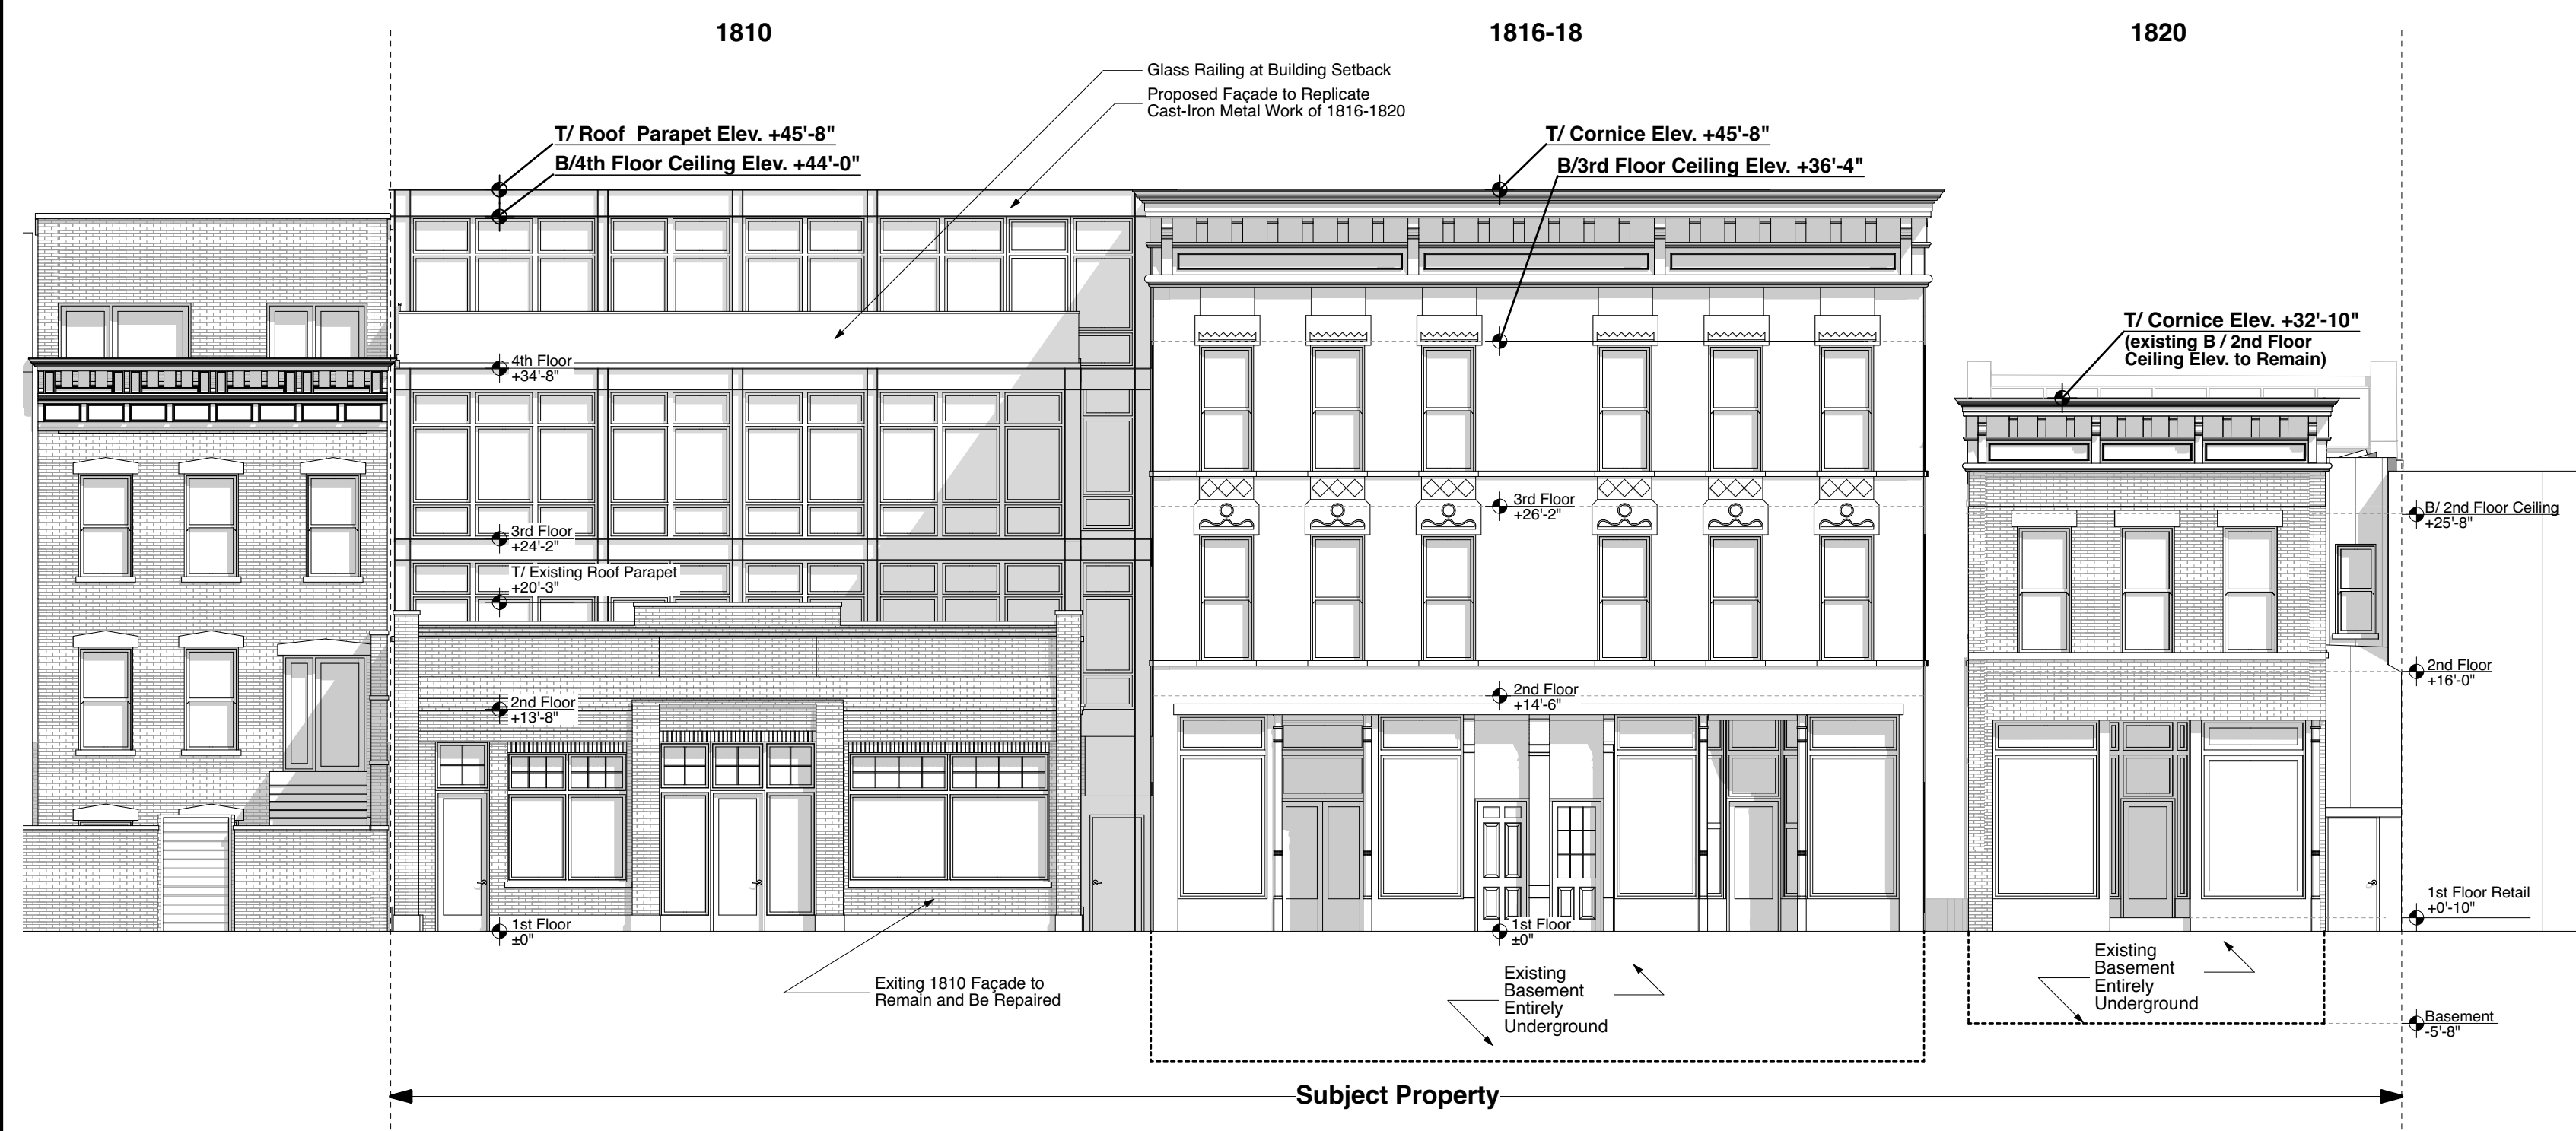 1810
1816-18
1820
Glass Railing at Building Setback
Proposed Façade to Replicate
Cast-Iron Metal Work of 1816-1820
T/ Roof Parapet Elev. +45'-8"
B/4th Floor Ceiling Elev. +44'-0"
T/ Cornice Elev. +45'-8"
B/3rd Floor Ceiling Elev. +36'-4"
T/ Cornice Elev. +32'-10"
(existing B / 2nd Floor
Ceiling Elev. to Remain)
4th Floor
+34'-8"
3rd Floor
+24'-2"
T/ Existing Roof Parapet
+20'-3"
2nd Floor
+13'-8"
1st Floor
±0"
3rd Floor
+26'-2"
2nd Floor
+14'-6"
1st Floor
±0"
B/ 2nd Floor Ceiling
+25'-8"
2nd Floor
+16'-0"
1st Floor Retail
+0'-10"
Basement
-5'-8"
Exiting 1810 Façade to
Remain and Be Repaired
Existing
Basement
Entirely
Underground
Existing
Basement
Entirely
Underground
Subject Property